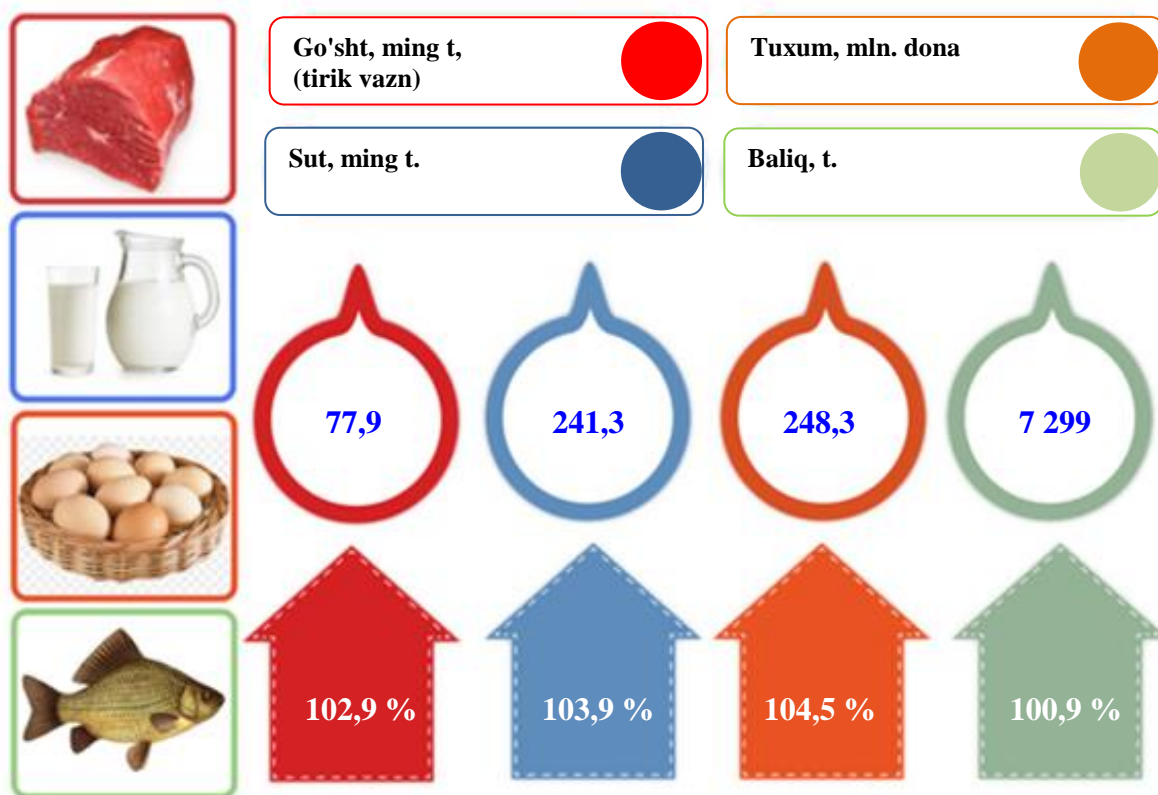 Go'sht, ming t,
(tirik vazn)
Tuxum, mln. dona
Sut, ming t.
Baliq, t.
77,9
241,3
248,3
7 299
102,9 %
103,9 %
104,5 %
100,9 %